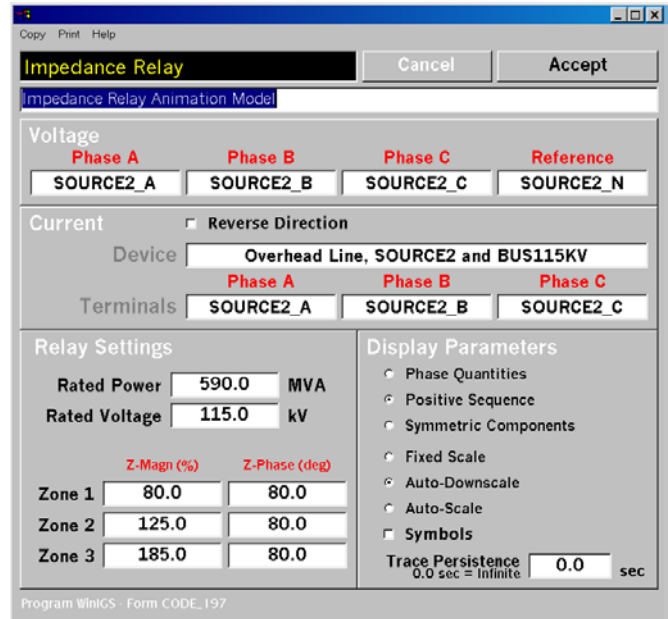 Copy Print Help
Impedance Relay
Cancel
Accept
Impedance Relay Animation Model
Voltage
Phase A Phase B Phase C Reference
SOURCE2_A SOURCE2_B SOURCE2_C SOURCE2_N
Current
Reverse Direction
Device Overhead Line, SOURCE2 and BUS115KV
Phase A Phase B Phase C
Terminals SOURCE2_A SOURCE2_B SOURCE2_C
Relay Settings
Rated Power 590.0 MVA
Rated Voltage 115.0 kV
Z-Magn (%) Z-Phase (deg)
Zone 1 80.0 80.0
Zone 2 125.0 80.0
Zone 3 185.0 80.0
Display Parameters
Phase Quantities
Positive Sequence
Symmetric Components
Fixed Scale
Auto-Downscale
Auto-Scale
Symbols
Trace Persistence 0.0 sec
0.0 sec = Infinite
Program WinIGS - Form CODE_197